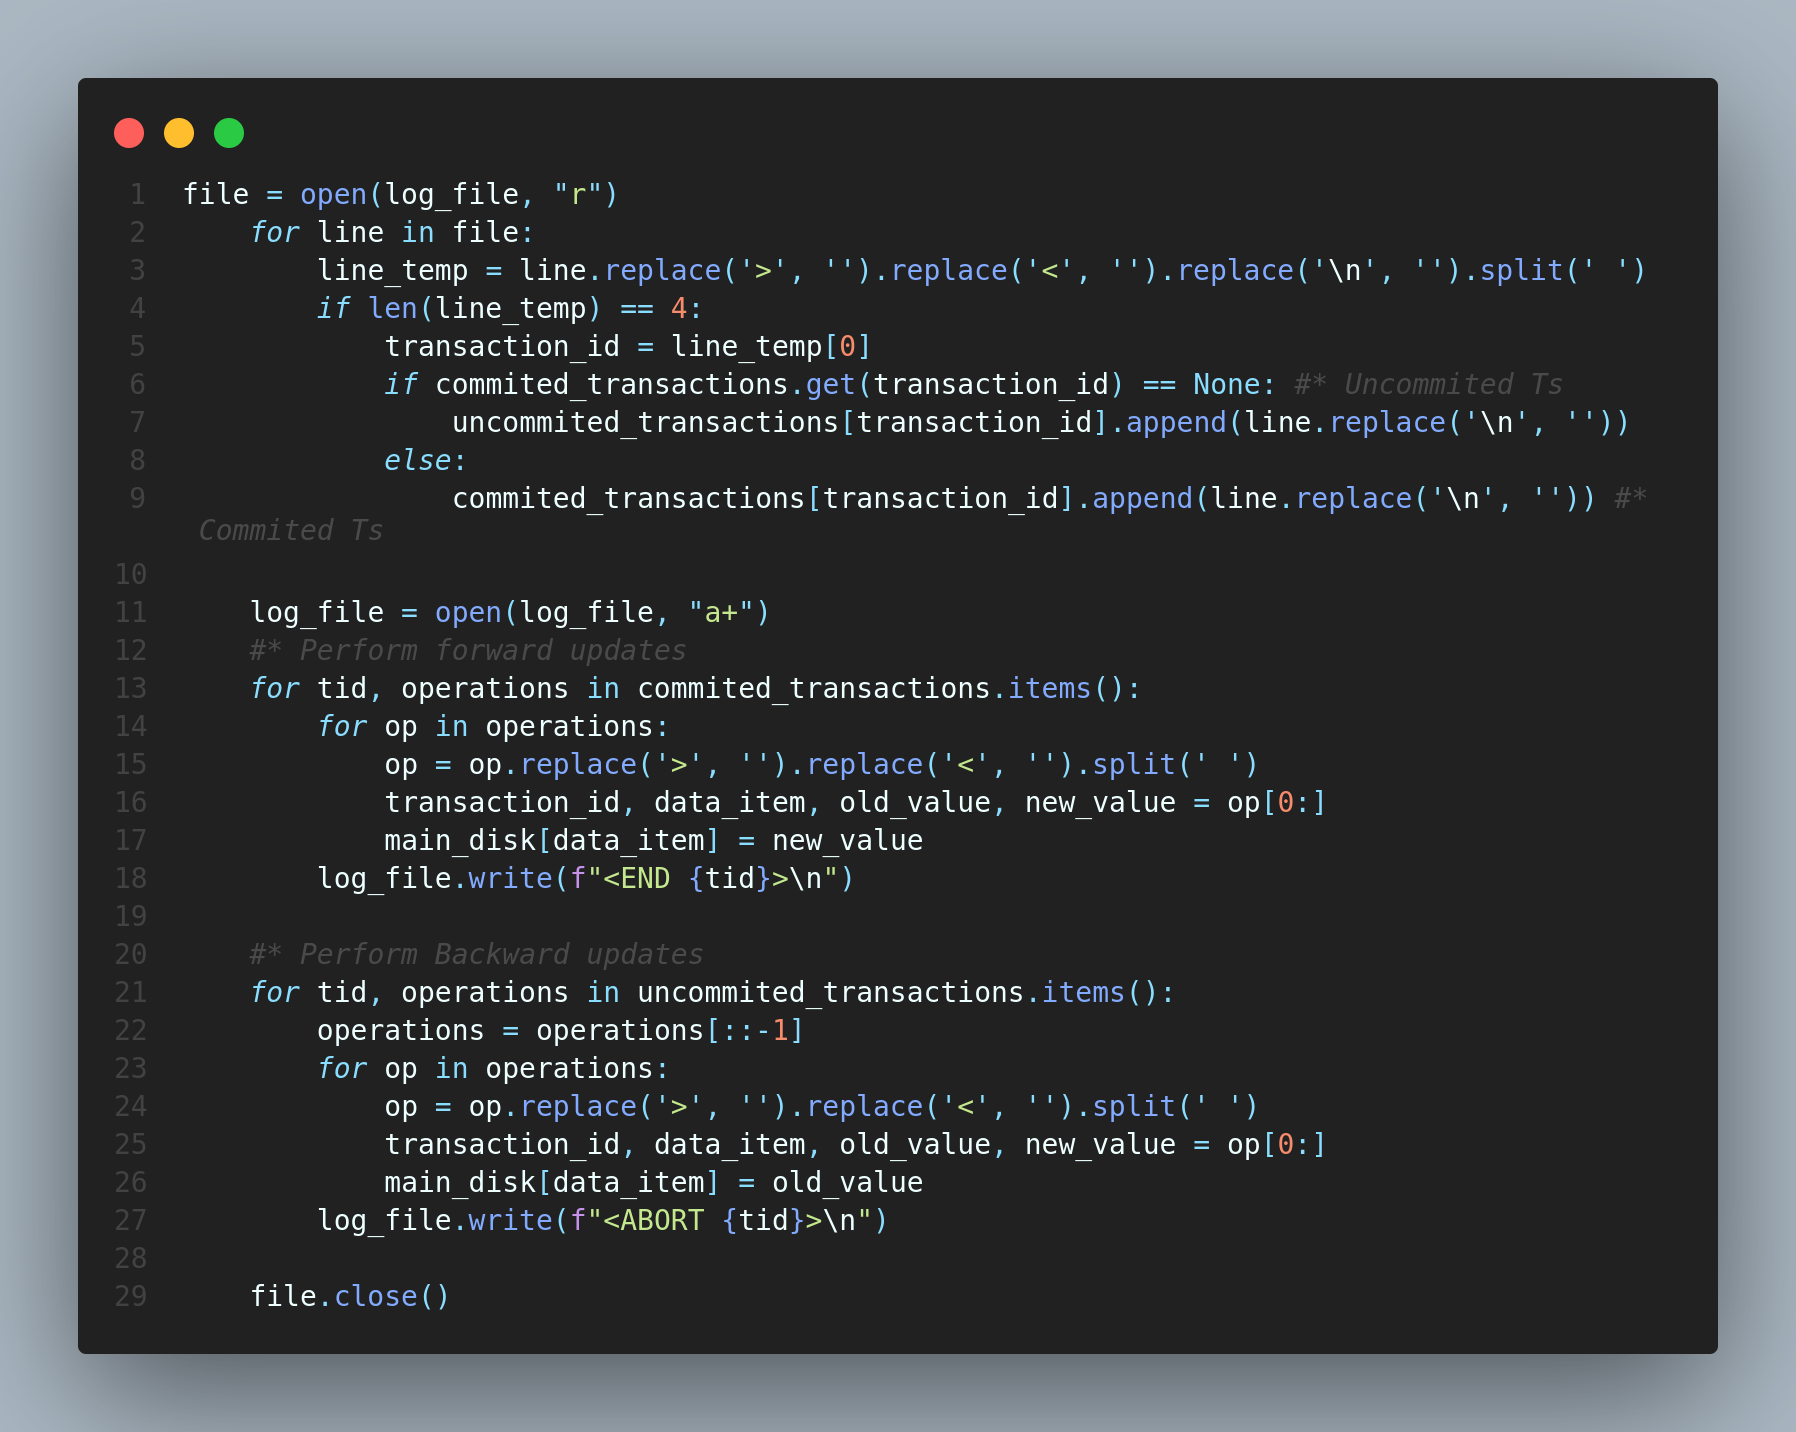 1 file = open(log_file, "r")
2     for line in file:
3         line_temp = line.replace('>', '').replace('<', '').replace('\n', '').split(' ')
4         if len(line_temp) == 4:
5             transaction_id = line_temp[0]
6             if commited_transactions.get(transaction_id) == None: #* Uncommited Ts
7                 uncommited_transactions[transaction_id].append(line.replace('\n', ''))
8             else:
9                 commited_transactions[transaction_id].append(line.replace('\n', '')) #*
 Commited Ts
10
11     log_file = open(log_file, "a+")
12     #* Perform forward updates
13     for tid, operations in commited_transactions.items():
14         for op in operations:
15             op = op.replace('>', '').replace('<', '').split(' ')
16             transaction_id, data_item, old_value, new_value = op[0:]
17             main_disk[data_item] = new_value
18         log_file.write(f"<END {tid}>\n")
19
20     #* Perform Backward updates
21     for tid, operations in uncommited_transactions.items():
22         operations = operations[::-1]
23         for op in operations:
24             op = op.replace('>', '').replace('<', '').split(' ')
25             transaction_id, data_item, old_value, new_value = op[0:]
26             main_disk[data_item] = old_value
27         log_file.write(f"<ABORT {tid}>\n")
28
29     file.close()